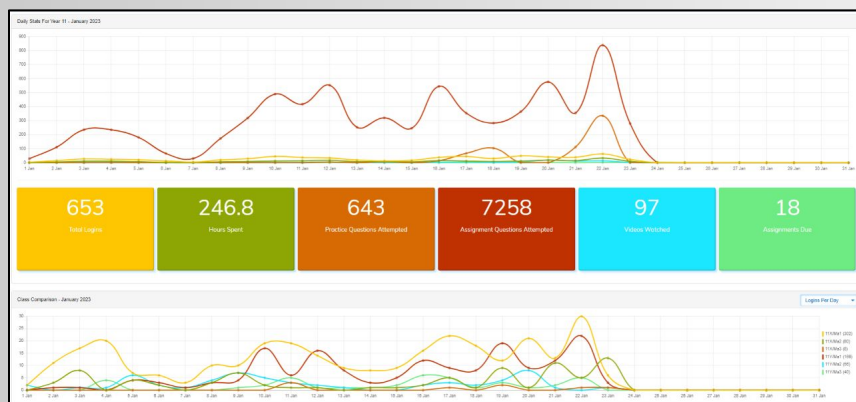 Daily Stats For Year 11 - January 2023
900
800
700
600
500
400
300
200
100
0
1 Jan 2 Jan 3 Jan 4 Jan 5 Jan 6 Jan 7 Jan 8 Jan 9 Jan 10 Jan 11 Jan 12 Jan 13 Jan 14 Jan 15 Jan 16 Jan 17 Jan 18 Jan 19 Jan 20 Jan 21 Jan 22 Jan 23 Jan 24 Jan 25 Jan 26 Jan 27 Jan 28 Jan 29 Jan 30 Jan 31 Jan
653 246.8 643 7258 97 18
Total Logins Hours Spent Practice Questions Attempted Assignment Questions Attempted Videos Watched Assignments Due
Class Comparison - January 2023 Logins Per Day
30
25
20
15
10
5
0
1 Jan 2 Jan 3 Jan 4 Jan 5 Jan 6 Jan 7 Jan 8 Jan 9 Jan 10 Jan 11 Jan 12 Jan 13 Jan 14 Jan 15 Jan 16 Jan 17 Jan 18 Jan 19 Jan 20 Jan 21 Jan 22 Jan 23 Jan 24 Jan 25 Jan 26 Jan 27 Jan 28 Jan 29 Jan 30 Jan 31 Jan